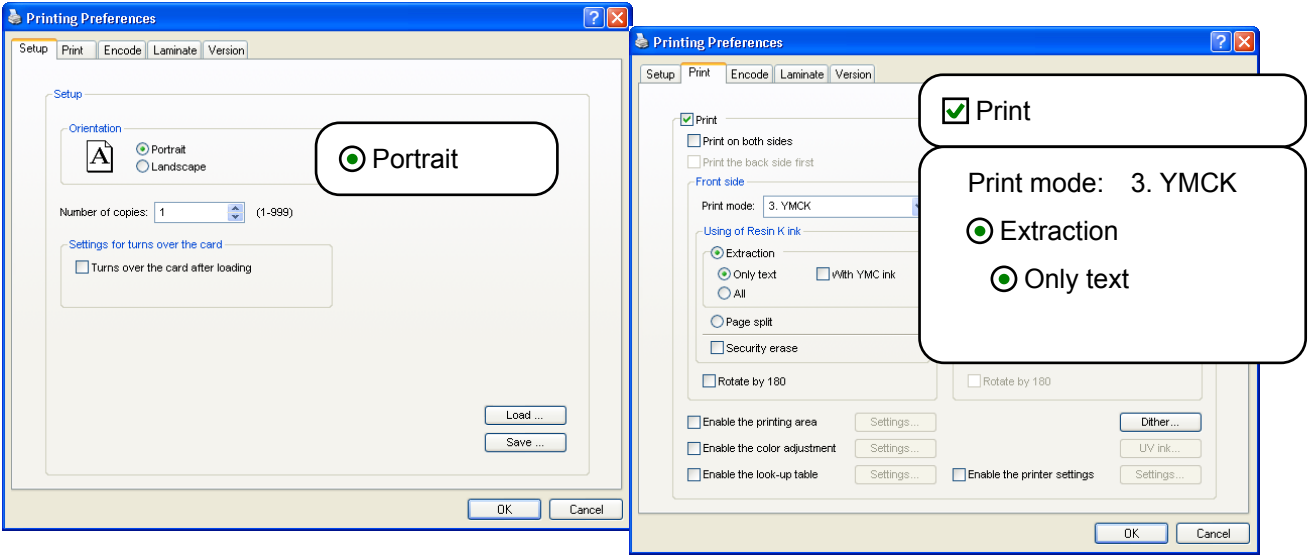 Printing Preferences
Setup Print Encode Laminate Version
Setup
Orientation
A
Portrait
Landscape
Portrait
Number of copies: 1 (1-999)
Settings for turns over the card
Turns over the card after loading
Load ...
Save ...
OK Cancel
Printing Preferences
Setup Print Encode Laminate Version
Print
Print on both sides
Print the back side first
Front side
Print mode: 3. YMCK
Using of Resin K ink
Extraction
Only text With YMC ink
All
Page split
Security erase
Rotate by 180 Rotate by 180
Enable the printing area Settings... Dither...
Enable the color adjustment Settings... UV ink...
Enable the look-up table Settings... Enable the printer settings Settings...
OK Cancel
Print
Print mode: 3. YMCK
Extraction
Only text